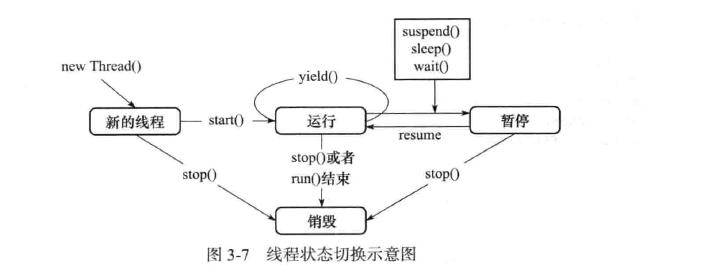 suspend()
sleep()
wait()
new Thread()
yield()
新的线程
start()
运行
暂停
resume
stop()或者
run()结束
stop()
stop()
销毁
图 3-7 线程状态切换示意图